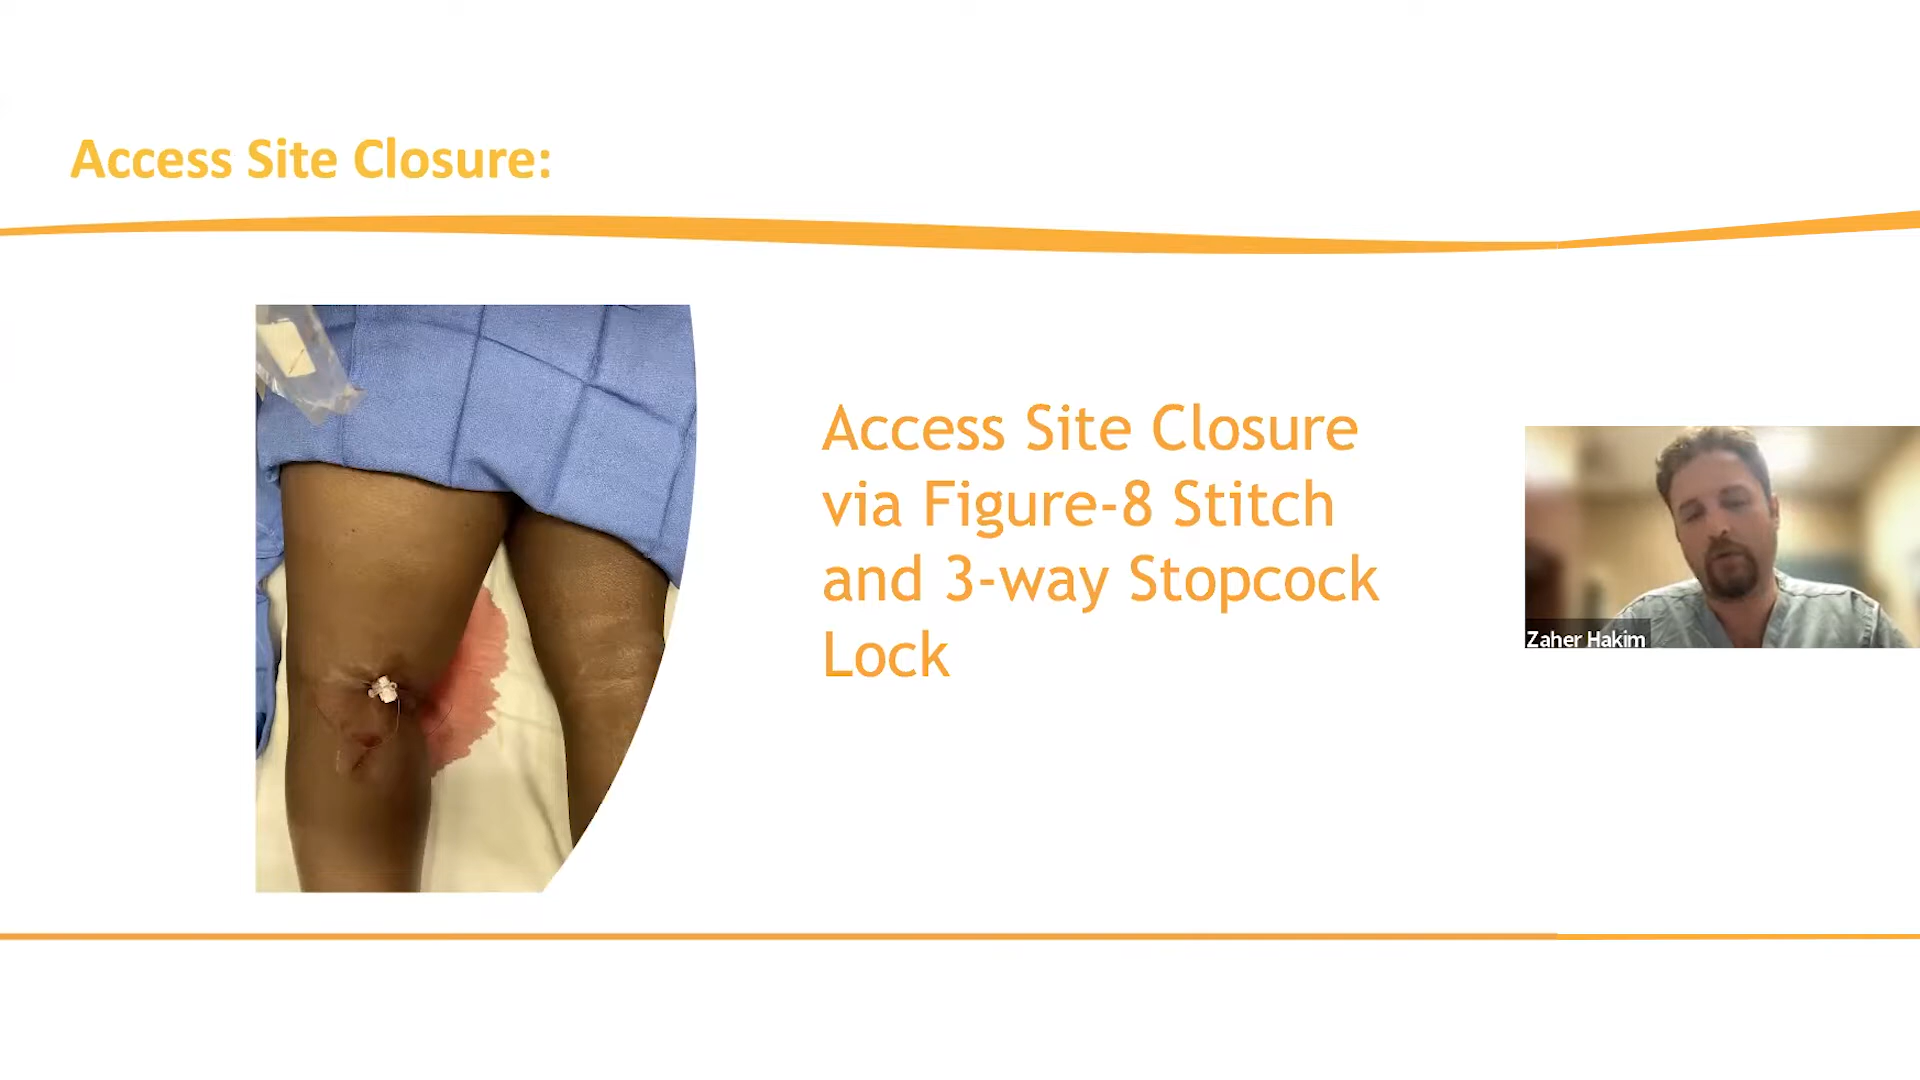 Access Site Closure:
Access Site Closure
via Figure-8 Stitch
and 3-way Stopcock
Lock
Zaher Hakim